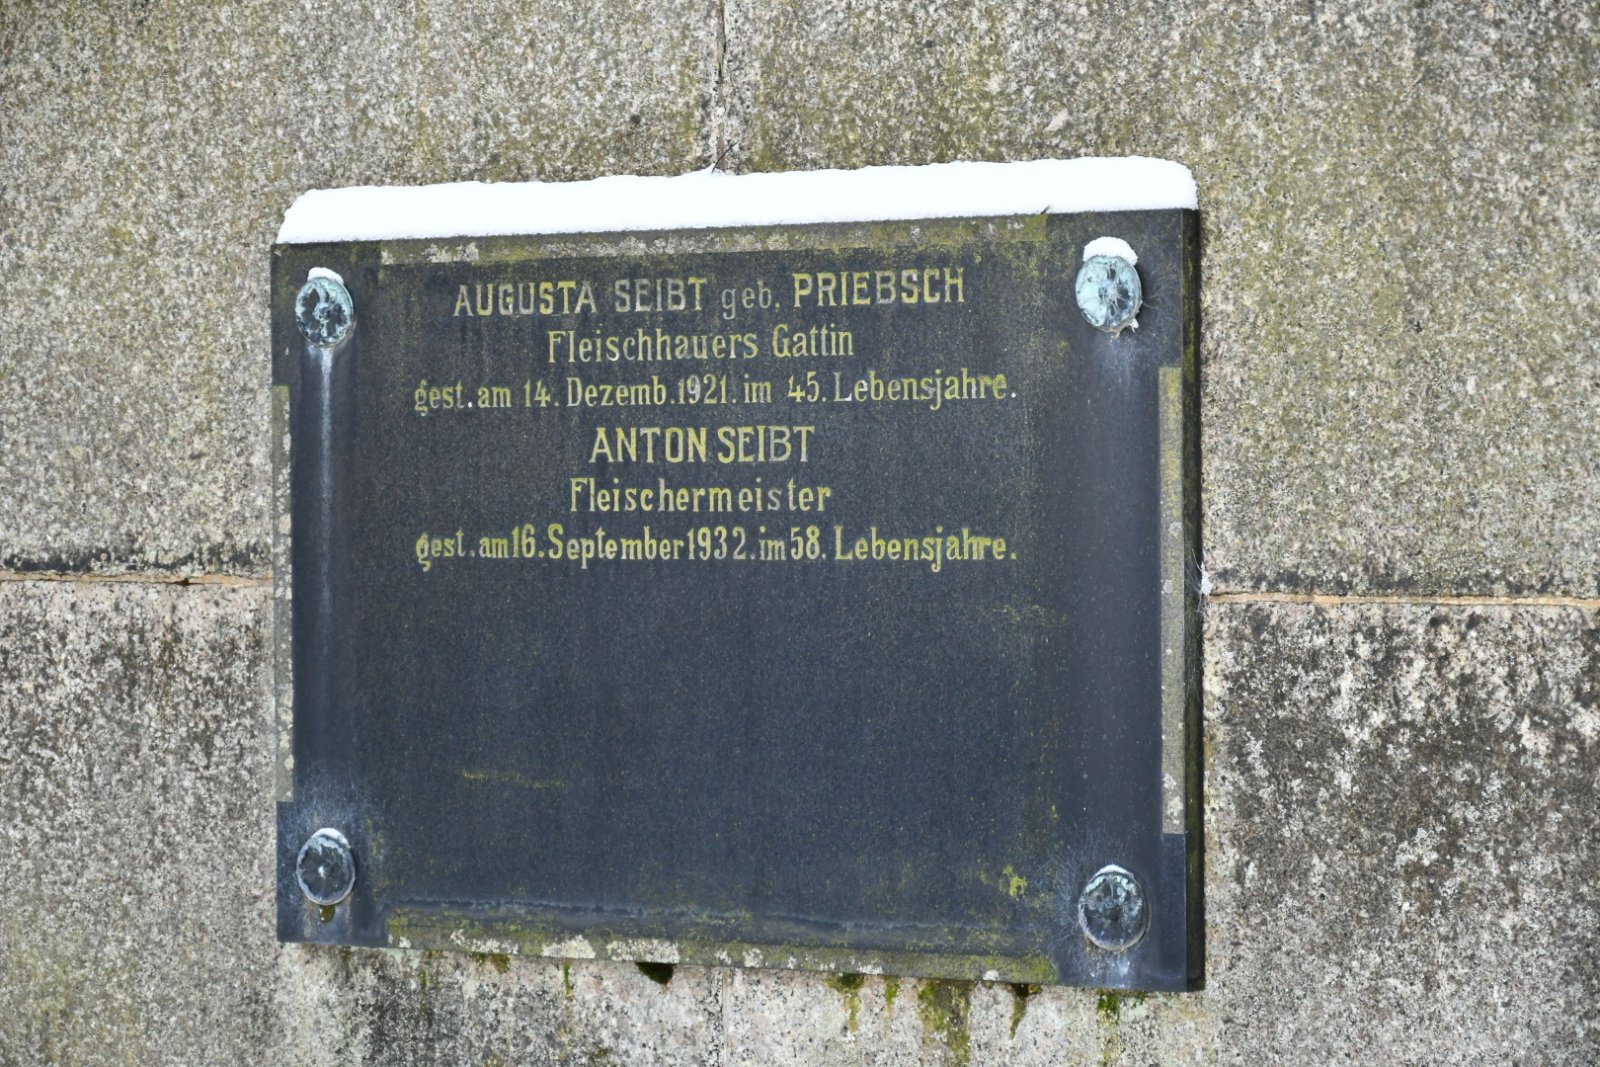 AUGUSTA SEIBT geb. PRIEBSCH
Fleischhauers Gattin
gest. am 14. Dezemb. 1921. im 45. Lebensjahre.
ANTON SEIBT
Fleischermeister
gest. am 16. September 1932. im 58. Lebensjahre.